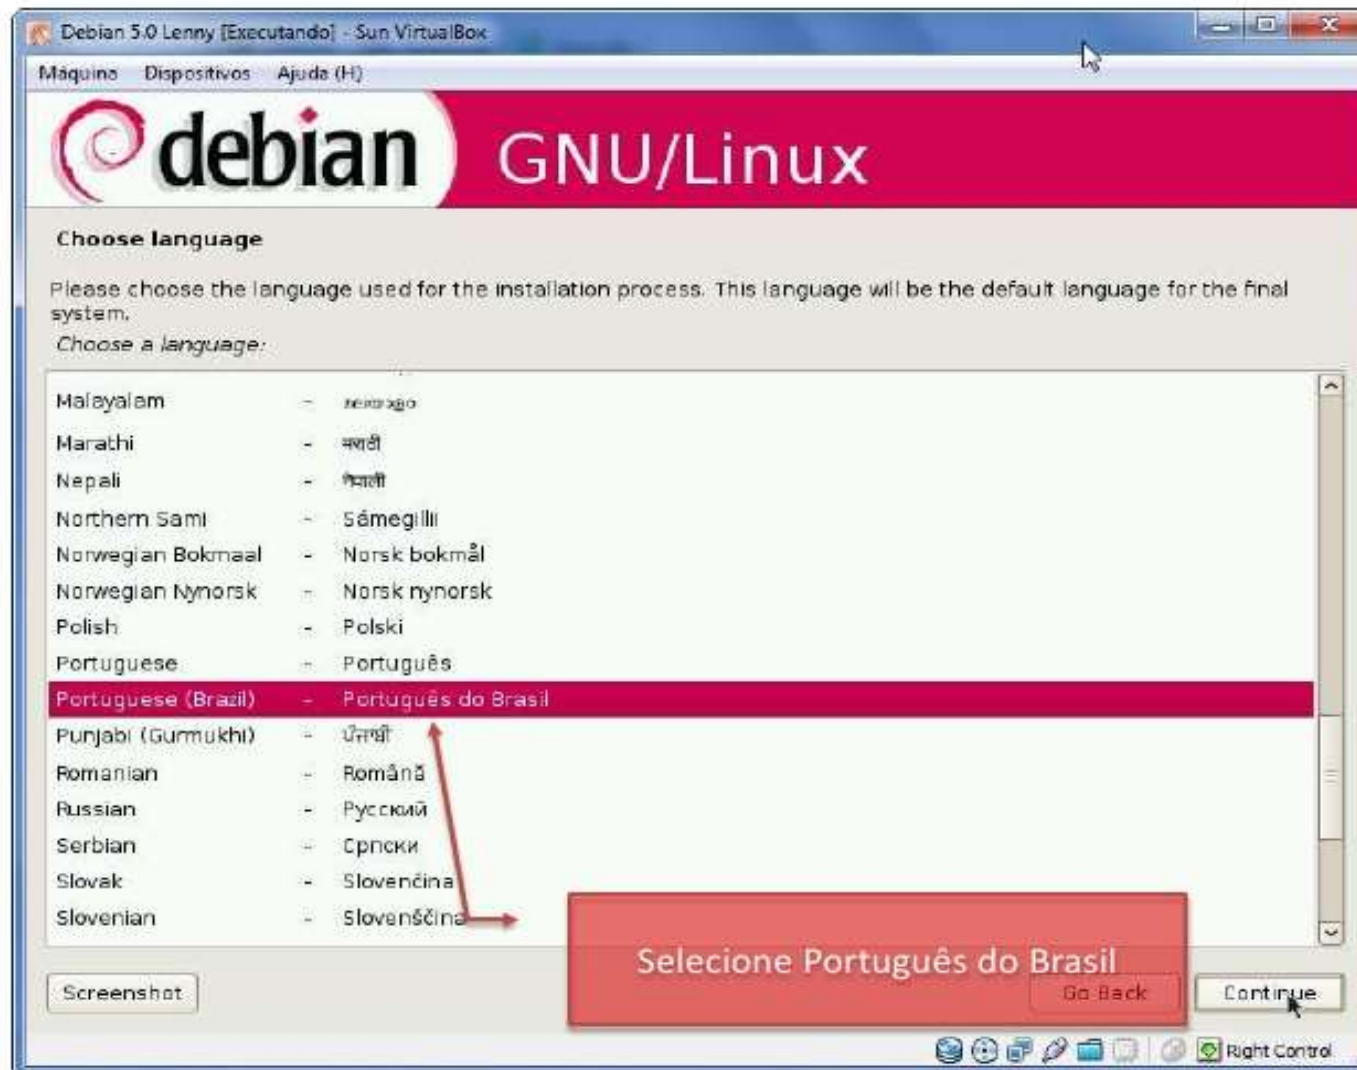 Debian 5.0 Lenny [Executando] - Sun VirtualBox
Máquina Dispositivos Ajuda (H)
debian GNU/Linux
Choose language
Please choose the language used for the installation process. This language will be the default language for the final
system.
Choose a language:
Malayalam -
Marathi - मराठी
Nepali - नेपाली
Northern Sami - Sámegillii
Norwegian Bokmaal - Norsk bokmål
Norwegian Nynorsk - Norsk nynorsk
Polish - Polski
Portuguese - Português
Portuguese (Brazil) - Português do Brasil
Punjabi (Gurmukhi) - ਪੰਜਾਬੀ
Romanian - Română
Russian - Русский
Serbian - Српски
Slovak - Slovenčina
Slovenian - Slovenščina
Selecione Português do Brasil
Screenshot Go Back Continue
Right Control